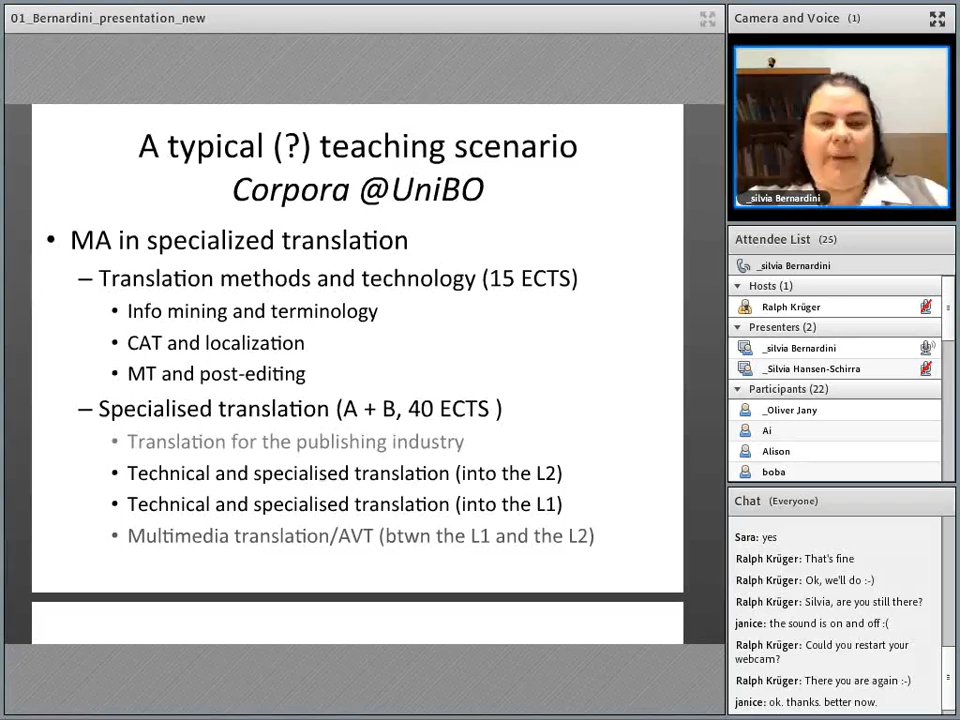 01_Bernardini_presentation_new
A typical (?) teaching scenario
Corpora @UniBO
• MA in specialized translation
– Translation methods and technology (15 ECTS)
• Info mining and terminology
• CAT and localization
• MT and post-editing
– Specialised translation (A + B, 40 ECTS )
• Translation for the publishing industry
• Technical and specialised translation (into the L2)
• Technical and specialised translation (into the L1)
• Multimedia translation/AVT (btwn the L1 and the L2)
Camera and Voice (1)
_silvia Bernardini
Attendee List (25)
_silvia Bernardini
Hosts (1)
Ralph Krüger
Presenters (2)
_silvia Bernardini
_Silvia Hansen-Schirra
Participants (22)
_Oliver Jany
Ai
Alison
boba
Chat (Everyone)
Sara: yes
Ralph Krüger: That's fine
Ralph Krüger: Ok, we'll do :-)
Ralph Krüger: Silvia, are you still there?
janice: the sound is on and off :(
Ralph Krüger: Could you restart your
webcam?
Ralph Krüger: There you are again :-)
janice: ok. thanks. better now.